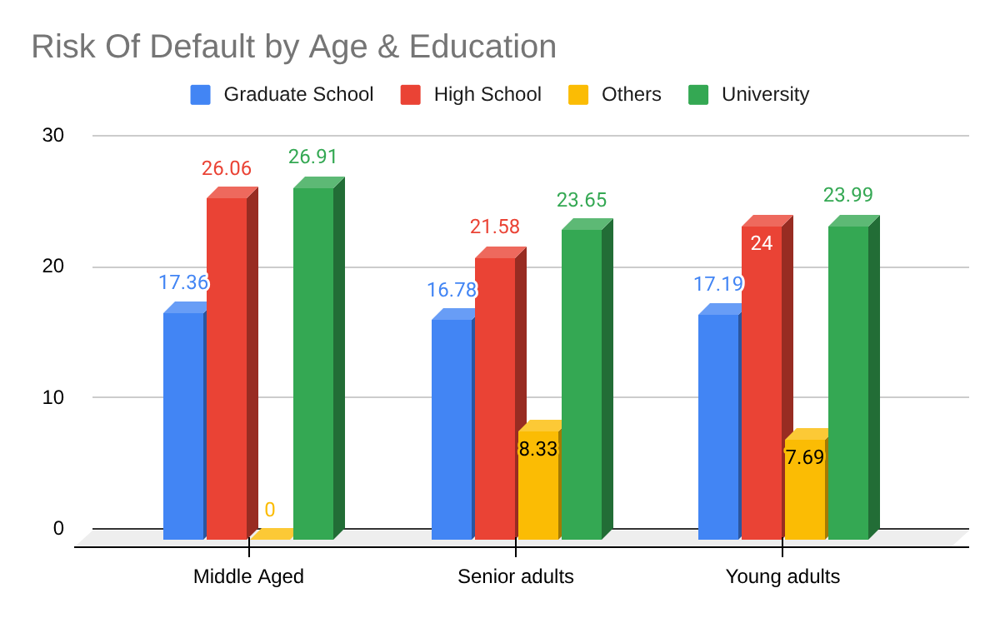 Risk Of Default by Age & Education
Graduate School High School Others University
30
20
10
0
17.36 26.06 0 26.91
16.78 21.58 8.33 23.65
17.19 24 7.69 23.99
Middle Aged Senior adults Young adults